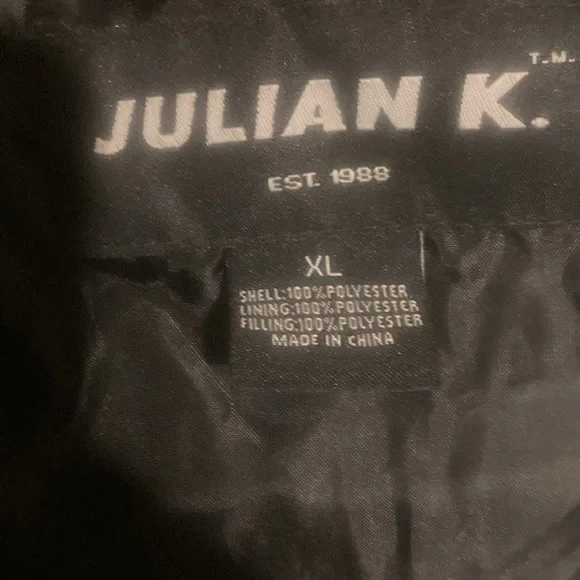 T.M.
JULIAN K.
EST. 1988
XL
SHELL:100%POLYESTER
LINING:100%POLYESTER
FILLING:100%POLYESTER
MADE IN CHINA